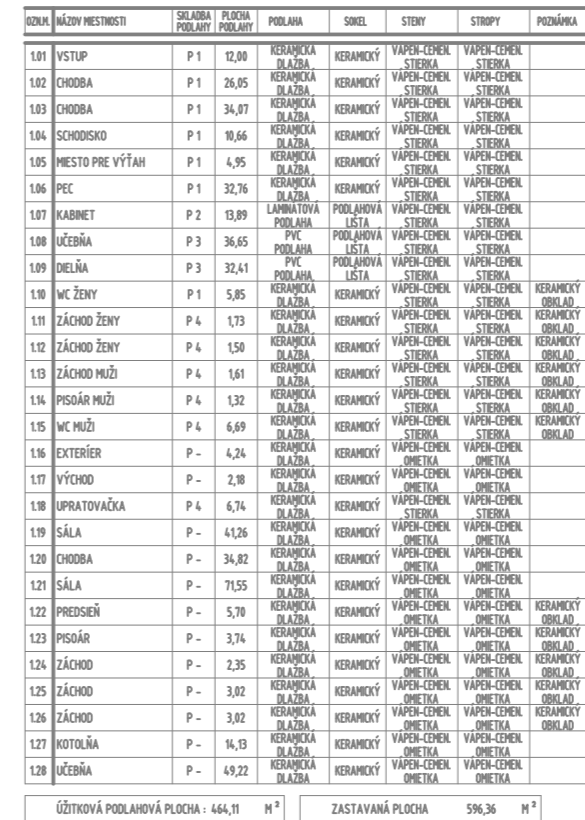 OZN.M. NÁZOV MIESTNOSTI SKLADBA PODLAHY PLOCHA PODLAHY PODLAHA SOKEL STENY STROPY POZNÁMKA
1.01 VSTUP P 1 12,00 KERAMICKÁ DLAŽBA KERAMICKÝ VÁPEN-CEMEN. STIERKA VÁPEN-CEMEN. STIERKA
1.02 CHODBA P 1 26,05 KERAMICKÁ DLAŽBA KERAMICKÝ VÁPEN-CEMEN. STIERKA VÁPEN-CEMEN. STIERKA
1.03 CHODBA P 1 34,07 KERAMICKÁ DLAŽBA KERAMICKÝ VÁPEN-CEMEN. STIERKA VÁPEN-CEMEN. STIERKA
1.04 SCHODISKO P 1 10,66 KERAMICKÁ DLAŽBA KERAMICKÝ VÁPEN-CEMEN. STIERKA VÁPEN-CEMEN. STIERKA
1.05 MIESTO PRE VÝŤAH P 1 4,95 KERAMICKÁ DLAŽBA KERAMICKÝ VÁPEN-CEMEN. STIERKA VÁPEN-CEMEN. STIERKA
1.06 PEC P 1 32,76 KERAMICKÁ DLAŽBA KERAMICKÝ VÁPEN-CEMEN. STIERKA VÁPEN-CEMEN. STIERKA
1.07 KABINET P 2 13,89 LAMINÁTOVÁ PODLAHA PODLAHOVÁ LIŠTA VÁPEN-CEMEN. STIERKA VÁPEN-CEMEN. STIERKA
1.08 UČEBŇA P 3 36,65 PVC PODLAHA PODLAHOVÁ LIŠTA VÁPEN-CEMEN. STIERKA VÁPEN-CEMEN. STIERKA
1.09 DIELŇA P 3 32,41 PVC PODLAHA PODLAHOVÁ LIŠTA VÁPEN-CEMEN. STIERKA VÁPEN-CEMEN. STIERKA
1.10 WC ŽENY P 1 5,85 KERAMICKÁ DLAŽBA KERAMICKÝ VÁPEN-CEMEN. STIERKA VÁPEN-CEMEN. STIERKA KERAMICKÝ OBKLAD
1.11 ZÁCHOD ŽENY P 4 1,73 KERAMICKÁ DLAŽBA KERAMICKÝ VÁPEN-CEMEN. STIERKA VÁPEN-CEMEN. STIERKA KERAMICKÝ OBKLAD
1.12 ZÁCHOD ŽENY P 4 1,50 KERAMICKÁ DLAŽBA KERAMICKÝ VÁPEN-CEMEN. STIERKA VÁPEN-CEMEN. STIERKA KERAMICKÝ OBKLAD
1.13 ZÁCHOD MUŽI P 4 1,61 KERAMICKÁ DLAŽBA KERAMICKÝ VÁPEN-CEMEN. STIERKA VÁPEN-CEMEN. STIERKA KERAMICKÝ OBKLAD
1.14 PISOÁR MUŽI P 4 1,32 KERAMICKÁ DLAŽBA KERAMICKÝ VÁPEN-CEMEN. STIERKA VÁPEN-CEMEN. STIERKA KERAMICKÝ OBKLAD
1.15 WC MUŽI P 4 6,69 KERAMICKÁ DLAŽBA KERAMICKÝ VÁPEN-CEMEN. STIERKA VÁPEN-CEMEN. STIERKA KERAMICKÝ OBKLAD
1.16 EXTERÍER P - 4,24 KERAMICKÁ DLAŽBA KERAMICKÝ VÁPEN-CEMEN. OMIETKA VÁPEN-CEMEN. OMIETKA
1.17 VÝCHOD P - 2,18 KERAMICKÁ DLAŽBA KERAMICKÝ VÁPEN-CEMEN. OMIETKA VÁPEN-CEMEN. OMIETKA
1.18 UPRATOVAČKA P 4 6,74 KERAMICKÁ DLAŽBA KERAMICKÝ VÁPEN-CEMEN. STIERKA VÁPEN-CEMEN. STIERKA
1.19 SÁLA P - 41,26 KERAMICKÁ DLAŽBA KERAMICKÝ VÁPEN-CEMEN. OMIETKA VÁPEN-CEMEN. OMIETKA
1.20 CHODBA P - 34,82 KERAMICKÁ DLAŽBA KERAMICKÝ VÁPEN-CEMEN. OMIETKA VÁPEN-CEMEN. OMIETKA
1.21 SÁLA P - 71,55 KERAMICKÁ DLAŽBA KERAMICKÝ VÁPEN-CEMEN. OMIETKA VÁPEN-CEMEN. OMIETKA
1.22 PREDSIEŇ P - 5,70 KERAMICKÁ DLAŽBA KERAMICKÝ VÁPEN-CEMEN. OMIETKA VÁPEN-CEMEN. OMIETKA KERAMICKÝ OBKLAD
1.23 PISOÁR P - 3,74 KERAMICKÁ DLAŽBA KERAMICKÝ VÁPEN-CEMEN. OMIETKA VÁPEN-CEMEN. OMIETKA KERAMICKÝ OBKLAD
1.24 ZÁCHOD P - 2,35 KERAMICKÁ DLAŽBA KERAMICKÝ VÁPEN-CEMEN. OMIETKA VÁPEN-CEMEN. OMIETKA KERAMICKÝ OBKLAD
1.25 ZÁCHOD P - 3,02 KERAMICKÁ DLAŽBA KERAMICKÝ VÁPEN-CEMEN. OMIETKA VÁPEN-CEMEN. OMIETKA KERAMICKÝ OBKLAD
1.26 ZÁCHOD P - 3,02 KERAMICKÁ DLAŽBA KERAMICKÝ VÁPEN-CEMEN. OMIETKA VÁPEN-CEMEN. OMIETKA KERAMICKÝ OBKLAD
1.27 KOTOLŇA P - 14,13 KERAMICKÁ DLAŽBA KERAMICKÝ VÁPEN-CEMEN. OMIETKA VÁPEN-CEMEN. OMIETKA
1.28 UČEBŇA P - 49,22 KERAMICKÁ DLAŽBA KERAMICKÝ VÁPEN-CEMEN. OMIETKA VÁPEN-CEMEN. OMIETKA
ÚŽITKOVÁ PODLAHOVÁ PLOCHA : 464,11 M² ZASTAVANÁ PLOCHA 596,36 M²